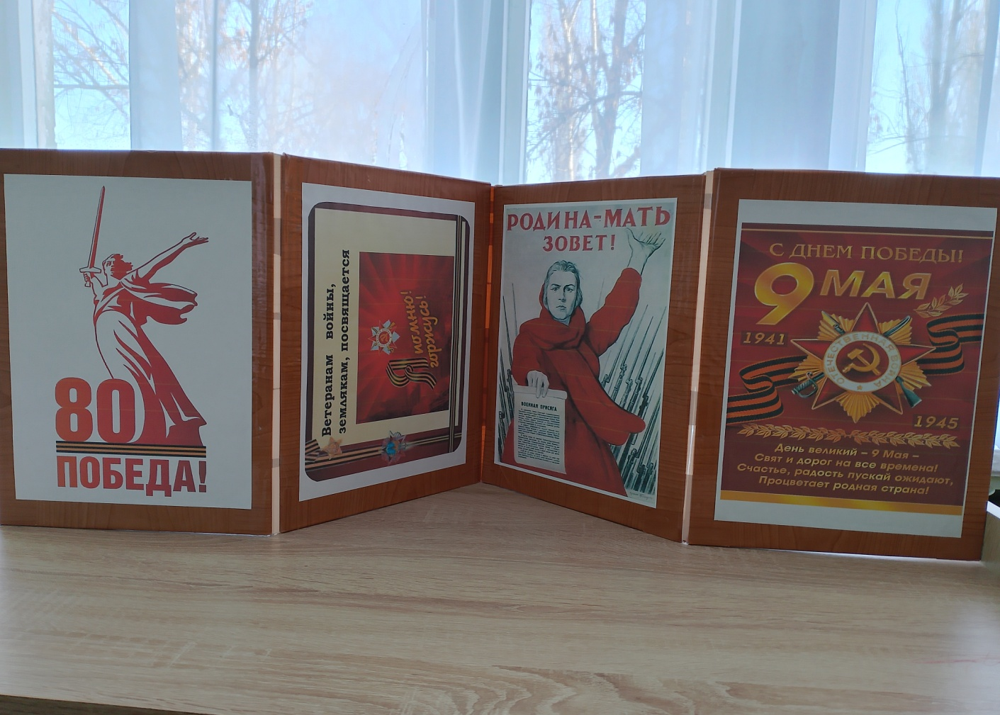 80
ПОБЕДА!
Ветеранам войны,
землякам, посвящается
Я помню!
горжусь!
РОДИНА-МАТЬ
ЗОВЕТ!
ВОЕННАЯ ПРИСЯГА
С ДНЕМ ПОБЕДЫ!
9 МАЯ
1941
ОТЕЧЕСТВЕННАЯ ВОЙНА
1945
День великий – 9 Мая –
Свят и дорог на все времена!
Счастье, радость пускай ожидают,
Процветает родная страна!